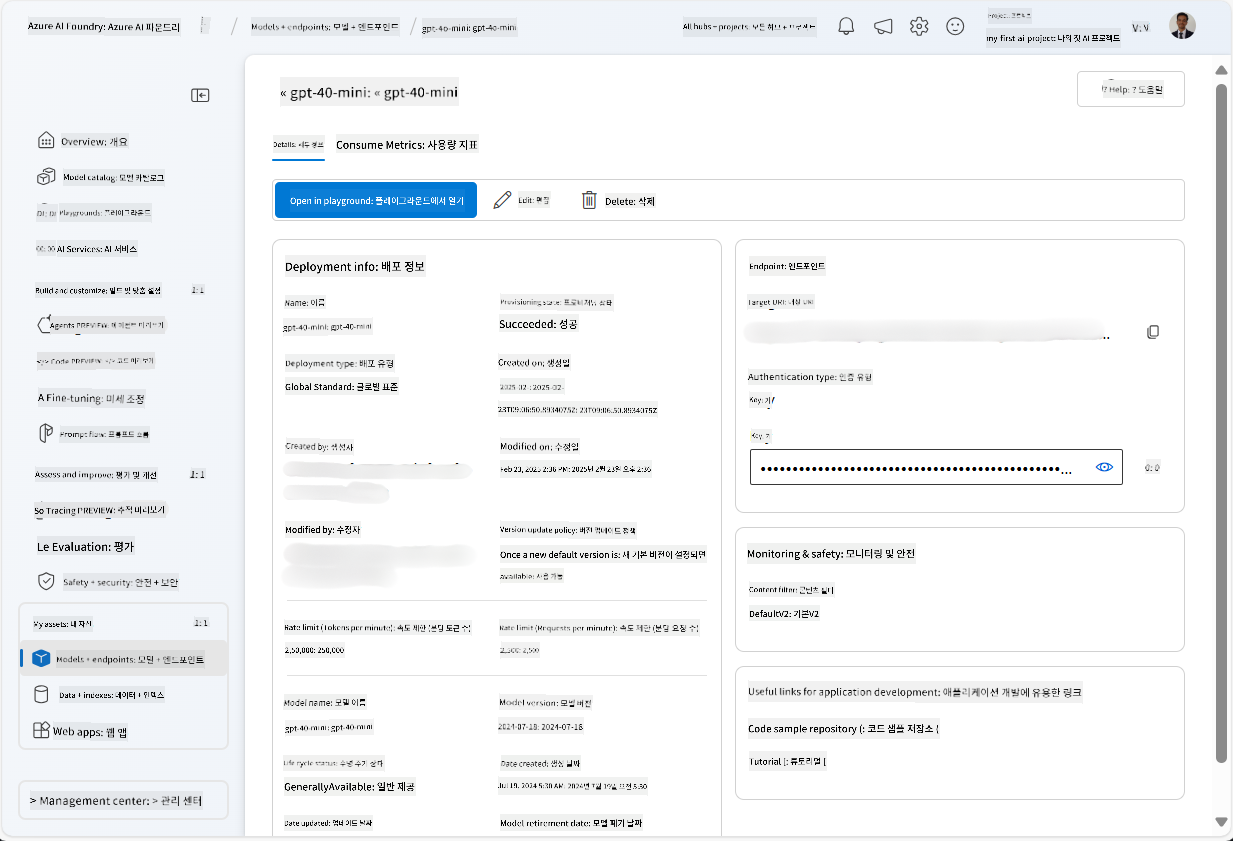 Azure AI Foundry: Azure AI 파운드리
/
Models + endpoints: 모델 + 엔드포인트
/
gpt-4o-mini: gpt-4o-mini
All hubs + projects: 모든 허브 + 프로젝트
Project: 프로젝트
my first ai project: 나의 첫 AI 프로젝트
V: V
« gpt-40-mini: « gpt-40-mini
Help: ? 도움말
Details: 세부 정보
Consume Metrics: 사용량 지표
Open in playground: 플레이그라운드에서 열기
Edit: 편집
Delete: 삭제
Overview: 개요
Model catalog: 모델 카탈로그
Playgrounds: 플레이그라운드
AI Services: AI 서비스
Build and customize: 빌드 및 맞춤 설정
1: 1
Agents PREVIEW: 에이전트 미리보기
</> Code PREVIEW: </> 코드 미리보기
A Fine-tuning: 미세 조정
Prompt flow: 프롬프트 흐름
Assess and improve: 평가 및 개선
1: 1
So Tracing PREVIEW: 추적 미리보기
Le Evaluation: 평가
Safety + security: 안전 + 보안
My assets: 내 자산
1: 1
Models + endpoints: 모델 + 엔드포인트
Data + indexes: 데이터 + 인덱스
Web apps: 웹 앱
> Management center: > 관리 센터
Deployment info: 배포 정보
Name: 이름
gpt-40-mini: gpt-40-mini
Provisioning state: 프로비저닝 상태
Succeeded: 성공
Deployment type: 배포 유형
Global Standard: 글로벌 표준
Created on: 생성일
2025-02-: 2025-02-
23T09:06:50.8934075Z: 23T09:06:50.8934075Z
Created by: 생성자
Modified on: 수정일
Feb 23, 2025 2:36 PM: 2025년 2월 23일 오후 2:36
Modified by: 수정자
Version update policy: 버전 업데이트 정책
Once a new default version is: 새 기본 버전이 설정되면
available: 사용 가능
Rate limit (Tokens per minute): 속도 제한 (분당 토큰 수)
2,50,000: 250,000
Rate limit (Requests per minute): 속도 제한 (분당 요청 수)
2,500: 2,500
Model name: 모델 이름
gpt-40-mini: gpt-40-mini
Model version: 모델 버전
2024-07-18: 2024-07-18
Life cycle status: 수명 주기 상태
GenerallyAvailable: 일반 제공
Date created: 생성 날짜
Jul 19, 2024 5:30 AM: 2024년 7월 19일 오전 5:30
Date updated: 업데이트 날짜
Model retirement date: 모델 폐기 날짜
Endpoint: 엔드포인트
Target URI: 대상 URI
Authentication type: 인증 유형
Key: 키
Key: 키
Monitoring & safety: 모니터링 및 안전
Content filter: 콘텐츠 필터
DefaultV2: 기본V2
Useful links for application development: 애플리케이션 개발에 유용한 링크
Code sample repository (: 코드 샘플 저장소 (
Tutorial [: 튜토리얼 [